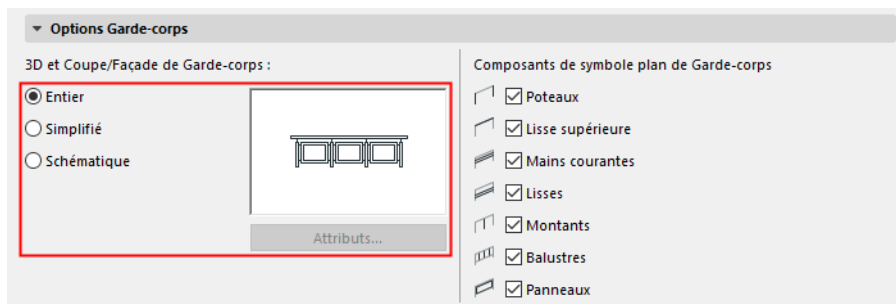 Options Garde-corps
3D et Coupe/Façade de Garde-corps :
Entier
Simplifié
Schématique
Attributs...
Composants de symbole plan de Garde-corps
Poteaux
Lisse supérieure
Mains courantes
Lisses
Montants
Balustres
Panneaux